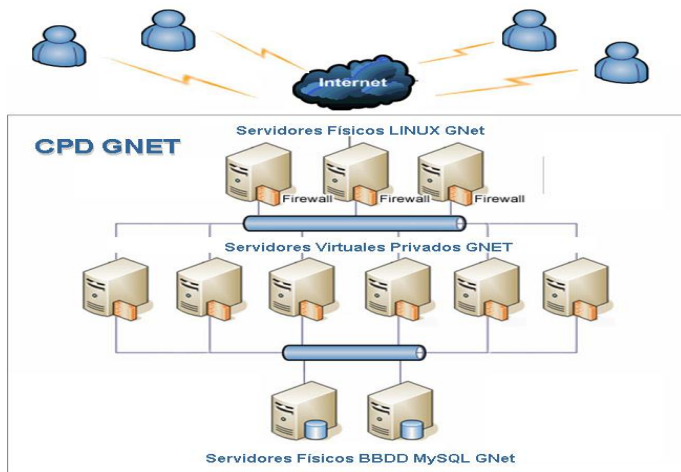 Internet
Servidores Físicos LINUX GNet
CPD GNET
Firewall Firewall Firewall
Servidores Virtuales Privados GNET
Servidores Físicos BBDD MySQL GNet